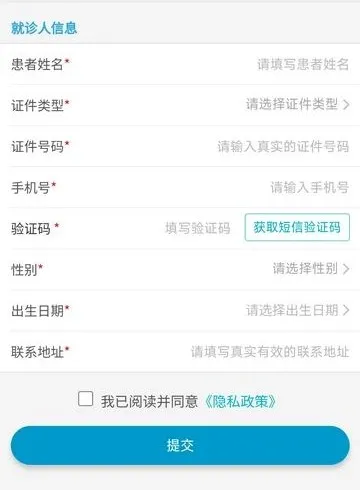 就诊人信息
患者姓名* 请填写患者姓名
证件类型* 请选择证件类型
证件号码* 请输入真实的证件号码
手机号* 请输入手机号
验证码 * 填写验证码 获取短信验证码
性别* 请选择性别
出生日期* 请选择出生日期
联系地址* 请填写真实有效的联系地址
我已阅读并同意《隐私政策》
提交